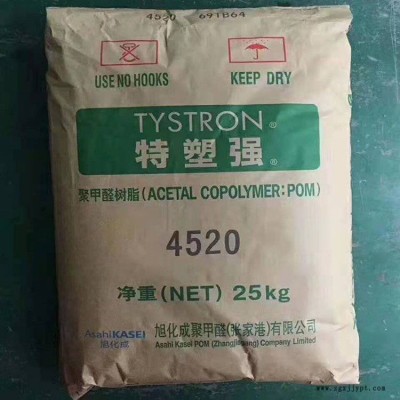 4520 691B64
USE NO HOOKS KEEP DRY
TYSTRON®
特塑强®
聚甲醛树脂(ACETAL COPOLYMER:POM)
4520
净重(NET) 25kg
AsahiKASEI
旭化成
旭化成聚甲醛(张家港)有限公司
Asahi Kasei POM (Zhangjiagang) Company Limited